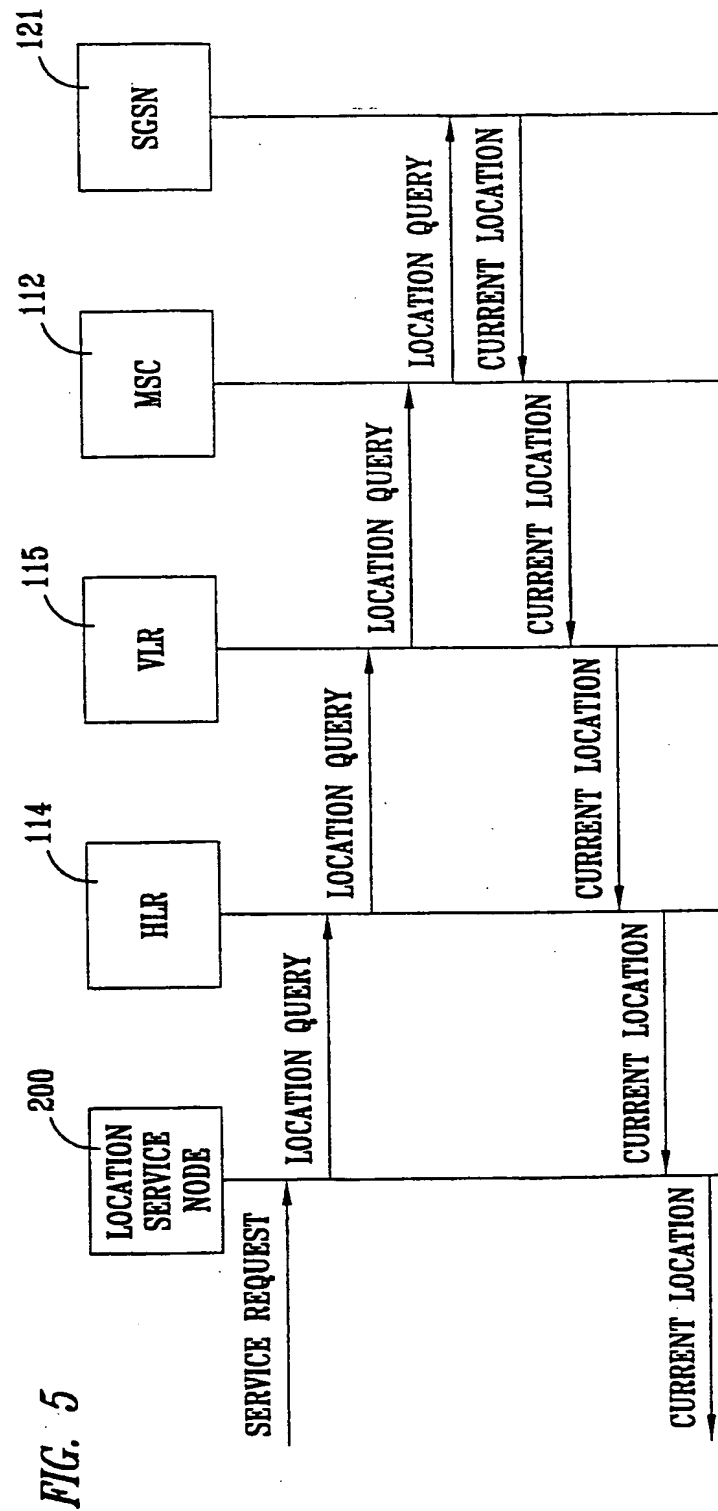 FIG. 5
200
114
115
112
121
LOCATION
SERVICE
NODE
HLR
VLR
MSC
SGSN
SERVICE REQUEST
LOCATION QUERY
LOCATION QUERY
LOCATION QUERY
LOCATION QUERY
CURRENT LOCATION
CURRENT LOCATION
CURRENT LOCATION
CURRENT LOCATION
CURRENT LOCATION